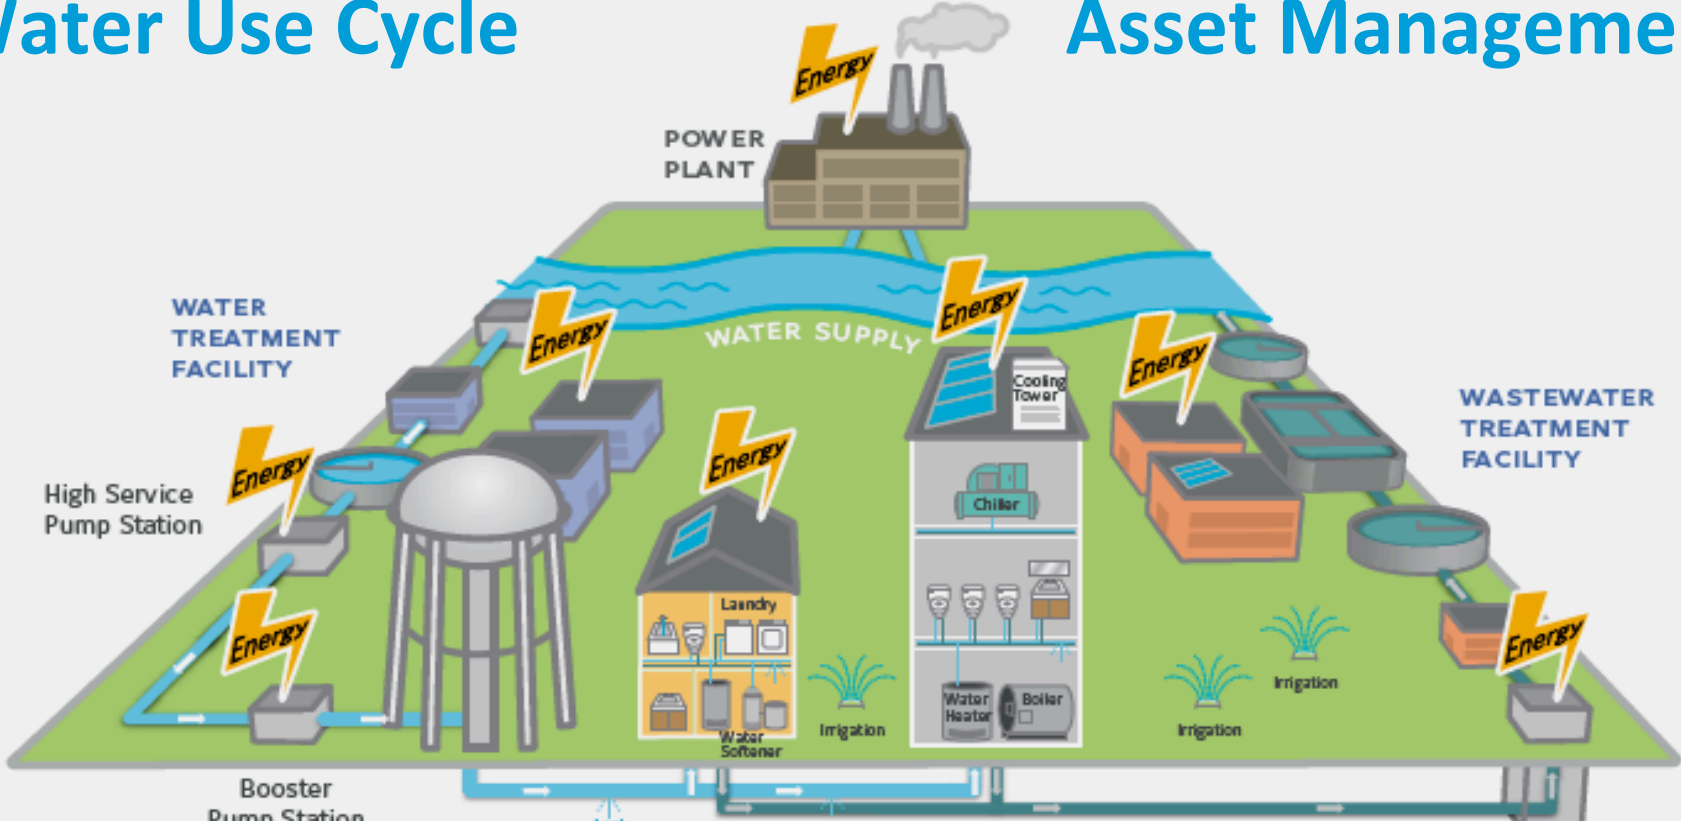 Water Use Cycle
Asset Manageme
Energy
POWER
PLANT
Energy
WATER
TREATMENT
FACILITY
Energy
WATER SUPPLY
Energy
Cooling
Tower
WASTEWATER
TREATMENT
FACILITY
Energy
High Service
Pump Station
Energy
Chiller
Energy
Laundry
Energy
Irrigation
Water
Heater
Boiler
Irrigation
Irrigation
Water
Softener
Booster
Pump Station